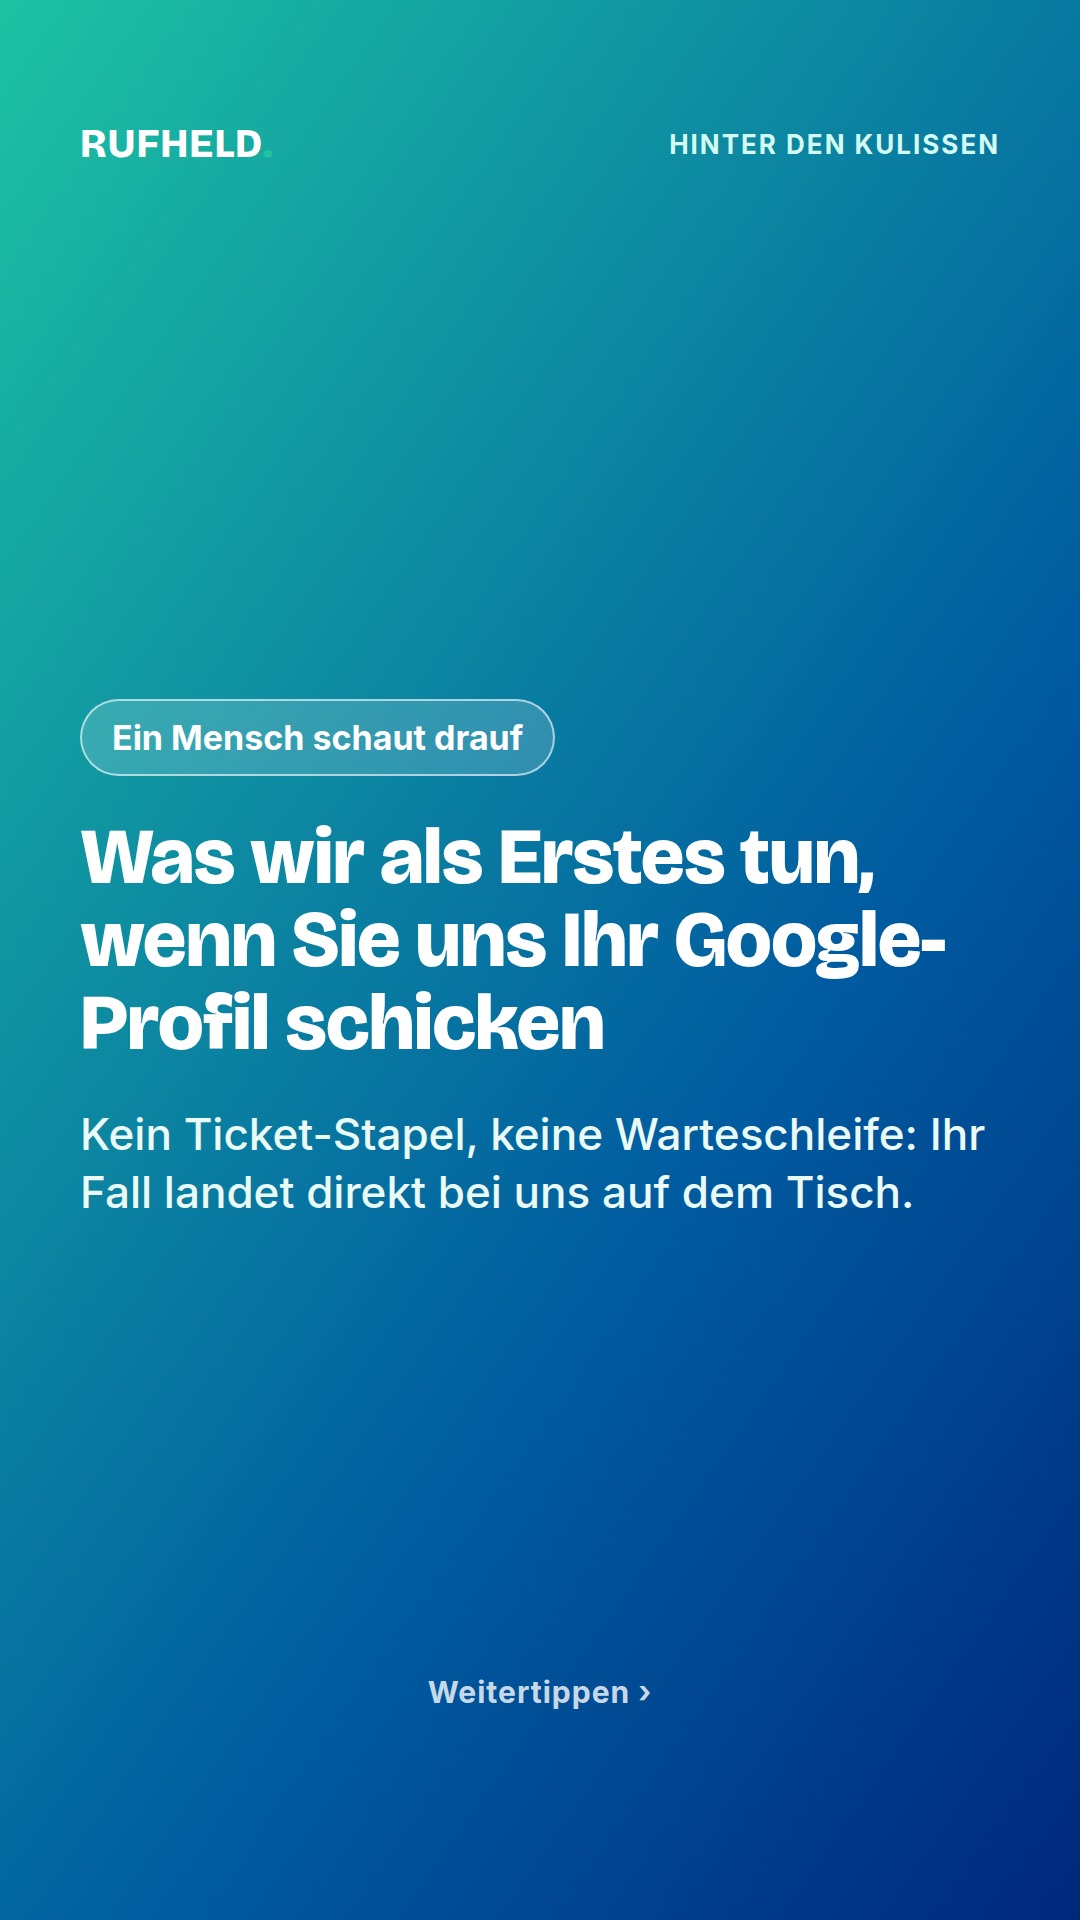 RUFHELD.
HINTER DEN KULISSEN
Ein Mensch schaut drauf
Was wir als Erstes tun,
wenn Sie uns Ihr Google-
Profil schicken
Kein Ticket-Stapel, keine Warteschleife: Ihr
Fall landet direkt bei uns auf dem Tisch.
Weitertippen ›